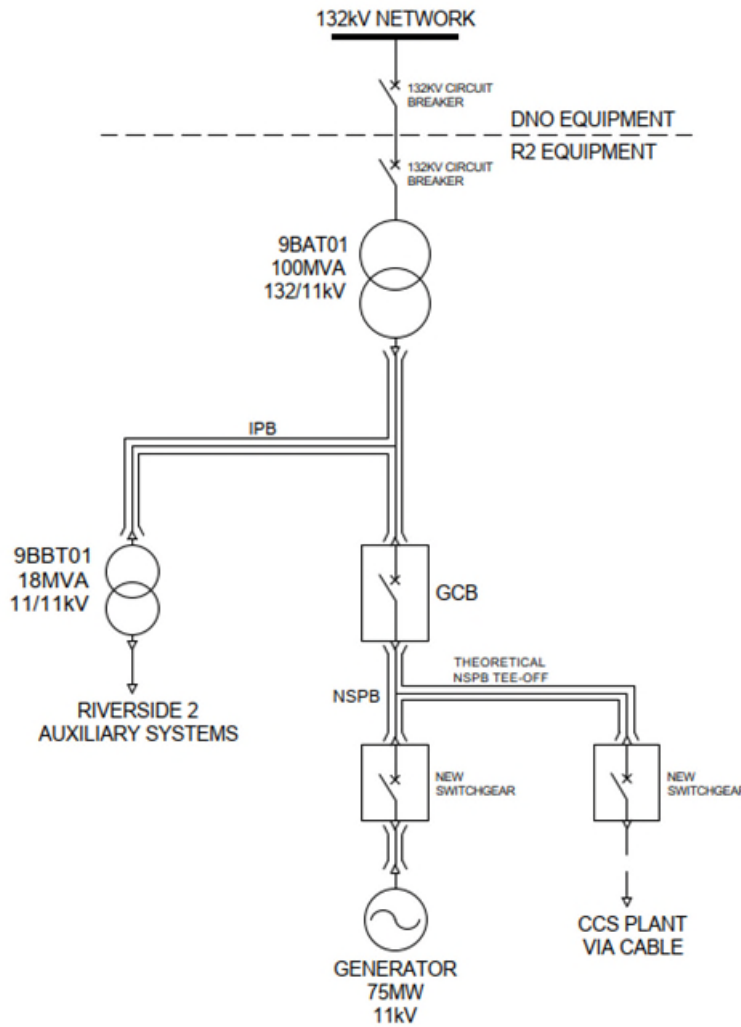 132kV NETWORK
132KV CIRCUIT
BREAKER
DNO EQUIPMENT
R2 EQUIPMENT
132KV CIRCUIT
BREAKER
9BAT01
100MVA
132/11kV
IPB
9BBT01
18MVA
11/11kV
GCB
RIVERSIDE 2
AUXILIARY SYSTEMS
THEORETICAL
NSPB TEE-OFF
NSPB
NEW
SWITCHGEAR
NEW
SWITCHGEAR
GENERATOR
75MW
11kV
CCS PLANT
VIA CABLE